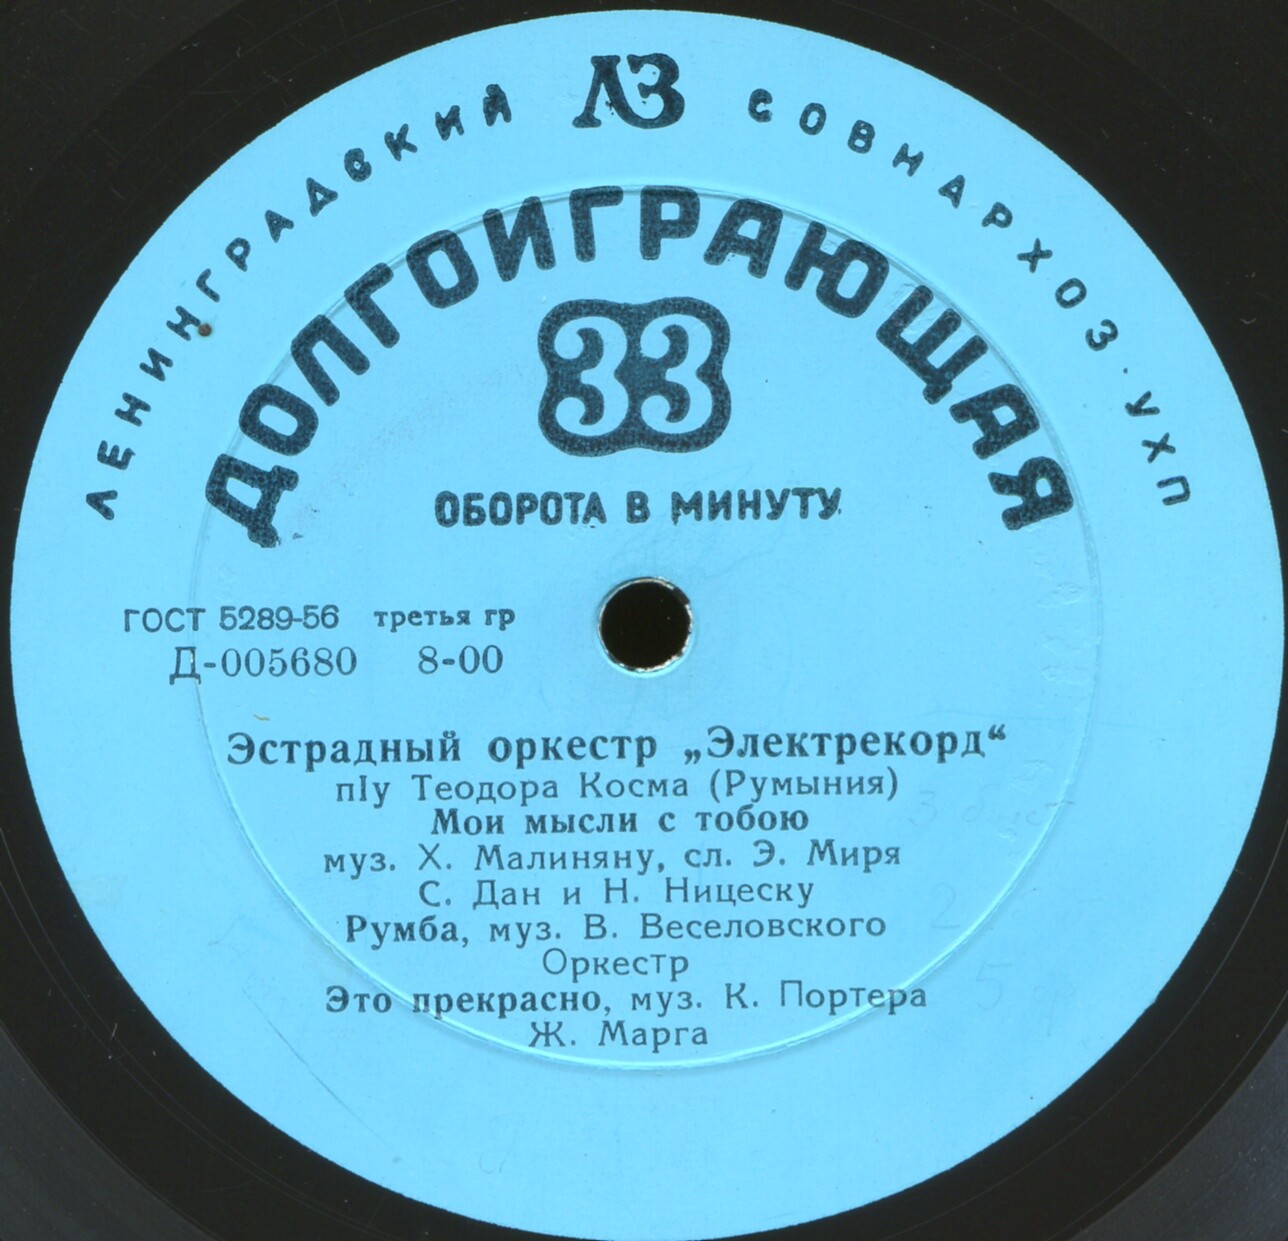 ЛЕНИНГРАДСКИЙ ЛЗ СОВНАРХОЗ · УХП
ДОЛГОИГРАЮЩАЯ
33
ОБОРОТА В МИНУТУ
ГОСТ 5289-56 третья гр
Д-005680 8-00
Эстрадный оркестр „Электрекорд“
п/у Теодора Косма (Румыния)
Мои мысли с тобою
муз. Х. Малиняну, сл. Э. Миря
С. Дан и Н. Ницеску
Румба, муз. В. Веселовского
Оркестр
Это прекрасно, муз. К. Портера
Ж. Марга